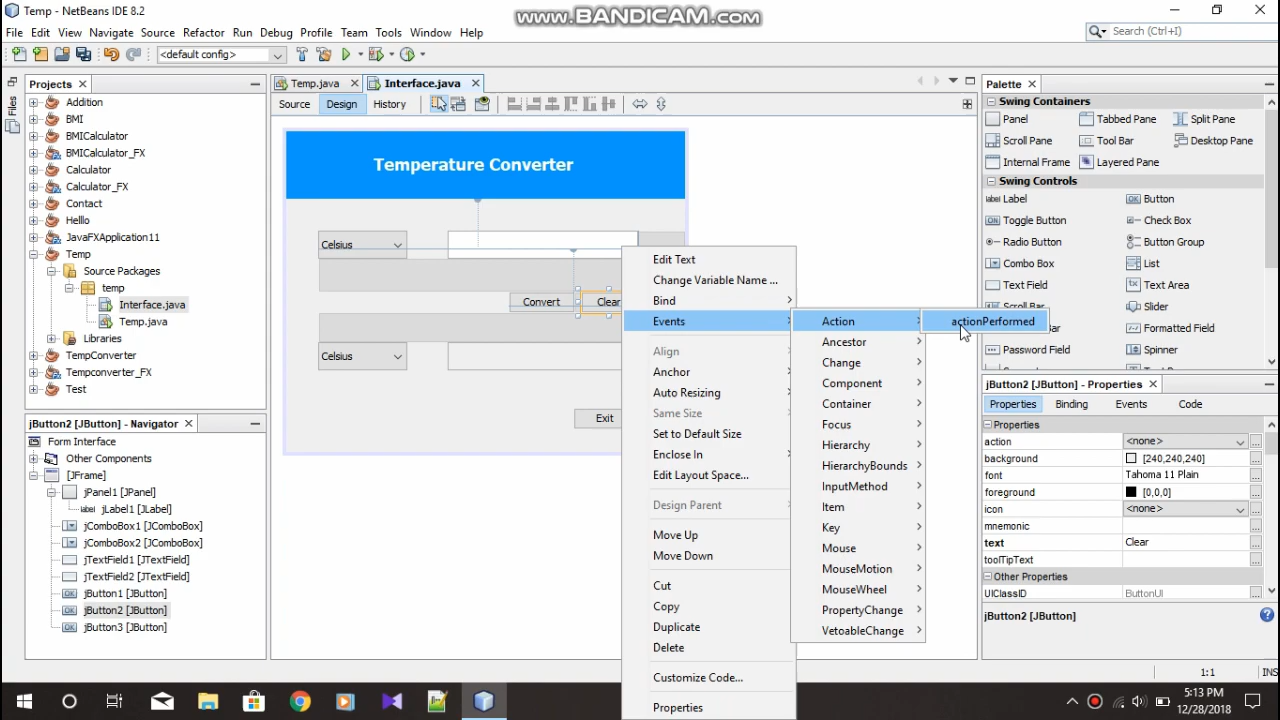 Temp - NetBeans IDE 8.2
www.BANDICAM.com
File Edit View Navigate Source Refactor Run Debug Profile Team Tools Window Help
Search (Ctrl+I)
<default config>
Projects
Files
Addition
BMI
BMICalculator
BMICalculator_FX
Calculator
Calculator_FX
Contact
Helllo
JavaFXApplication11
Temp
Source Packages
temp
Interface.java
Temp.java
Libraries
TempConverter
Tempconverter_FX
Test
jButton2 [JButton] - Navigator
Form Interface
Other Components
[JFrame]
jPanel1 [JPanel]
label jLabel1 [JLabel]
jComboBox1 [JComboBox]
jComboBox2 [JComboBox]
jTextField1 [JTextField]
jTextField2 [JTextField]
OK jButton1 [JButton]
OK jButton2 [JButton]
OK jButton3 [JButton]
Temp.java
Interface.java
Source Design History
Temperature Converter
Celsius
Convert
Clear
Celsius
Exit
Edit Text
Change Variable Name ...
Bind
Events
Align
Anchor
Auto Resizing
Same Size
Set to Default Size
Enclose In
Edit Layout Space...
Design Parent
Move Up
Move Down
Cut
Copy
Duplicate
Delete
Customize Code...
Properties
Action
Ancestor
Change
Component
Container
Focus
Hierarchy
HierarchyBounds
InputMethod
Item
Key
Mouse
MouseMotion
MouseWheel
PropertyChange
VetoableChange
actionPerformed
Palette
Swing Containers
Panel Tabbed Pane Split Pane
Scroll Pane Tool Bar Desktop Pane
Internal Frame Layered Pane
Swing Controls
label Label OK Button
ON Toggle Button Check Box
Radio Button Button Group
Combo Box List
Text Field Text Area
Scroll Bar Slider
Formatted Field
Password Field Spinner
jButton2 [JButton] - Properties
Properties Binding Events Code
Properties
action <none>
background [240,240,240]
font Tahoma 11 Plain
foreground [0,0,0]
icon <none>
mnemonic
text Clear
toolTipText
Other Properties
UIClassID ButtonUI
jButton2 [JButton]
1:1 INS
5:13 PM
12/28/2018